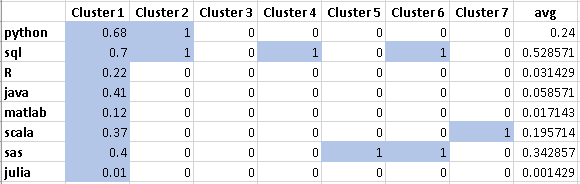 Cluster 1 Cluster 2 Cluster 3 Cluster 4 Cluster 5 Cluster 6 Cluster 7 avg
python 0.68 1 0 0 0 0 0 0.24
sql 0.7 1 0 1 0 1 0 0.528571
R 0.22 0 0 0 0 0 0 0.031429
java 0.41 0 0 0 0 0 0 0.058571
matlab 0.12 0 0 0 0 0 0 0.017143
scala 0.37 0 0 0 0 0 1 0.195714
sas 0.4 0 0 0 1 1 0 0.342857
julia 0.01 0 0 0 0 0 0 0.001429